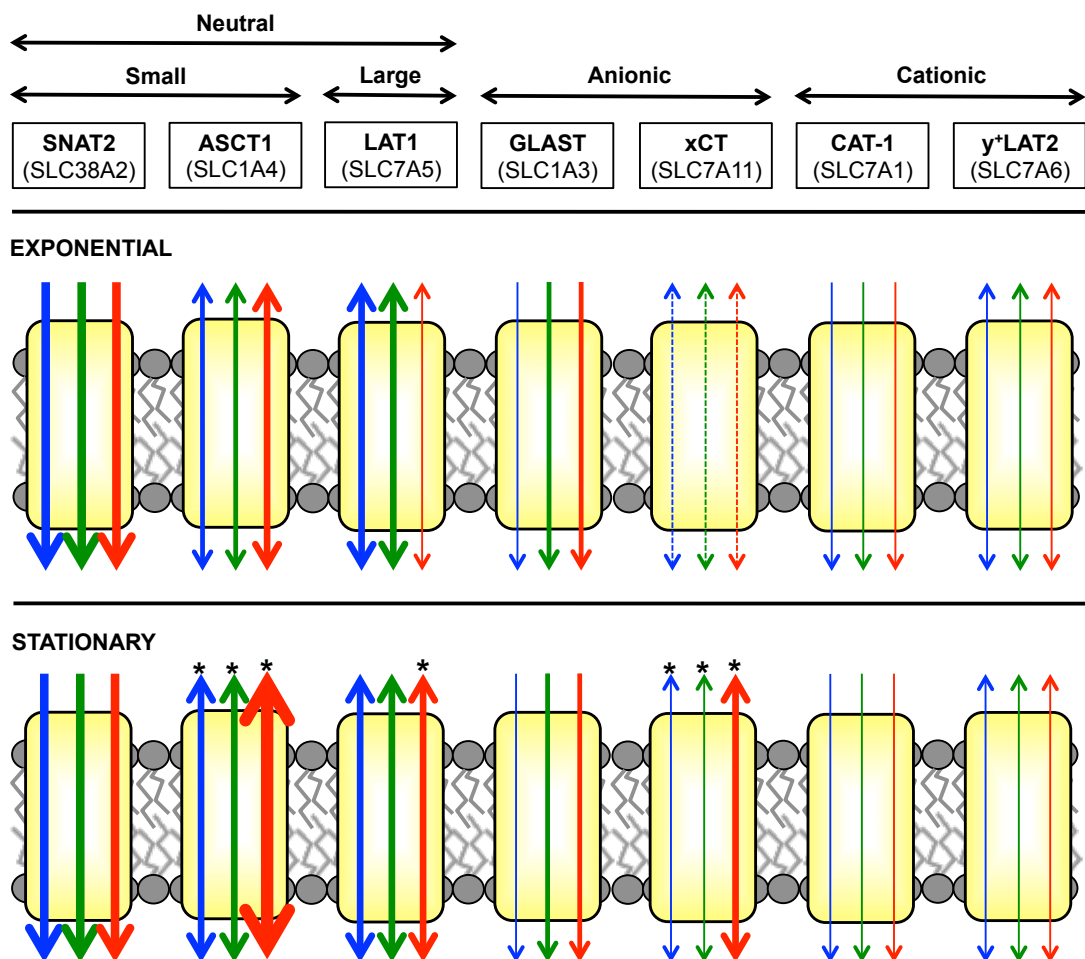 Neutral
Small Large Anionic Cationic
SNAT2 ASCT1 LAT1 GLAST xCT CAT-1 y⁺LAT2
(SLC38A2) (SLC1A4) (SLC7A5) (SLC1A3) (SLC7A11) (SLC7A1) (SLC7A6)
EXPONENTIAL
STATIONARY
* * * * * * *